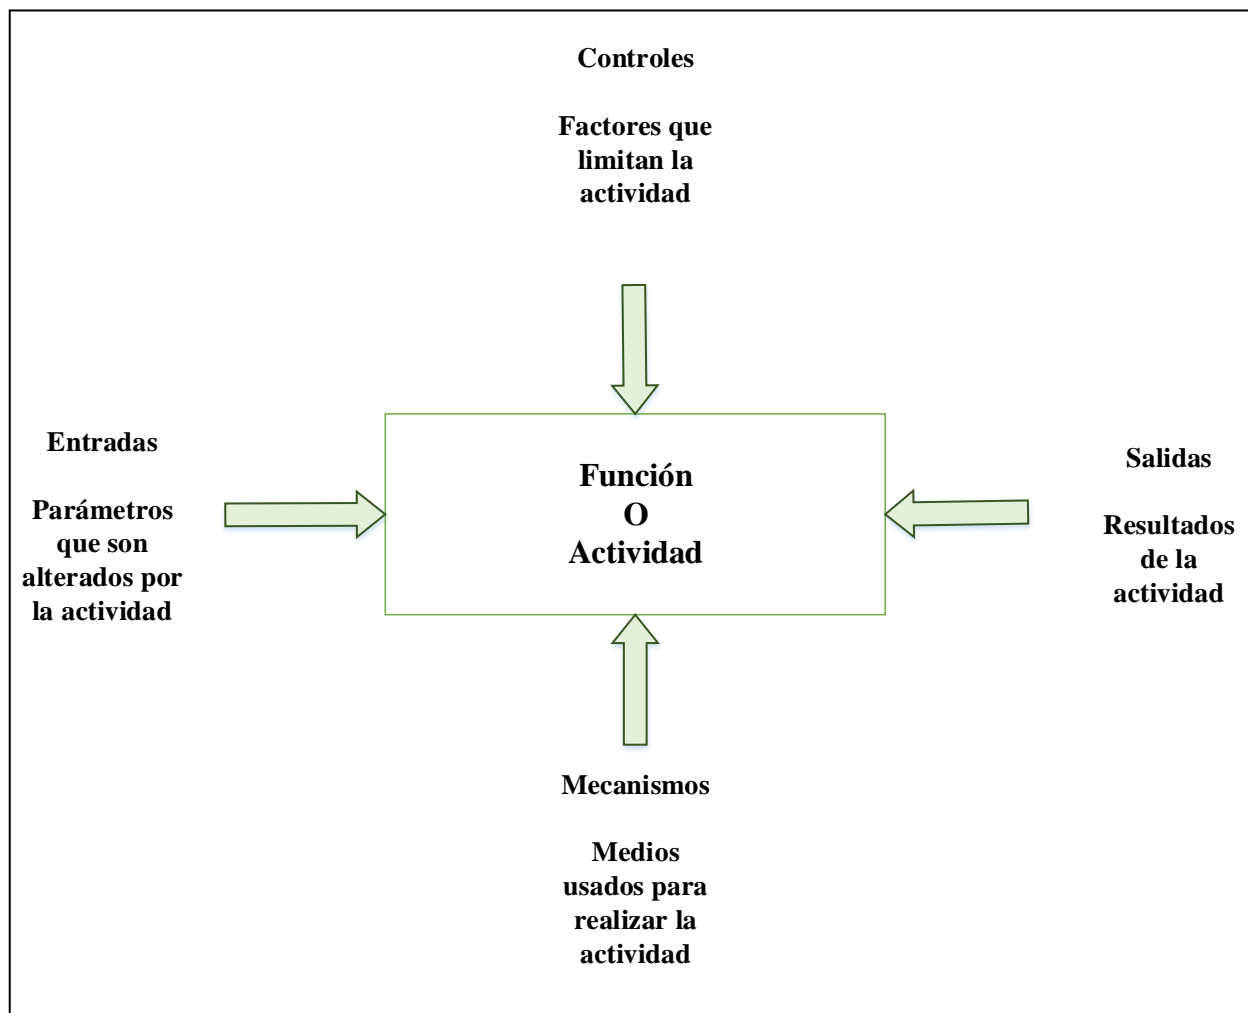 Controles
Factores que
limitan la
actividad
Entradas
Parámetros
que son
alterados por
la actividad
Función
O
Actividad
Salidas
Resultados
de la
actividad
Mecanismos
Medios
usados para
realizar la
actividad